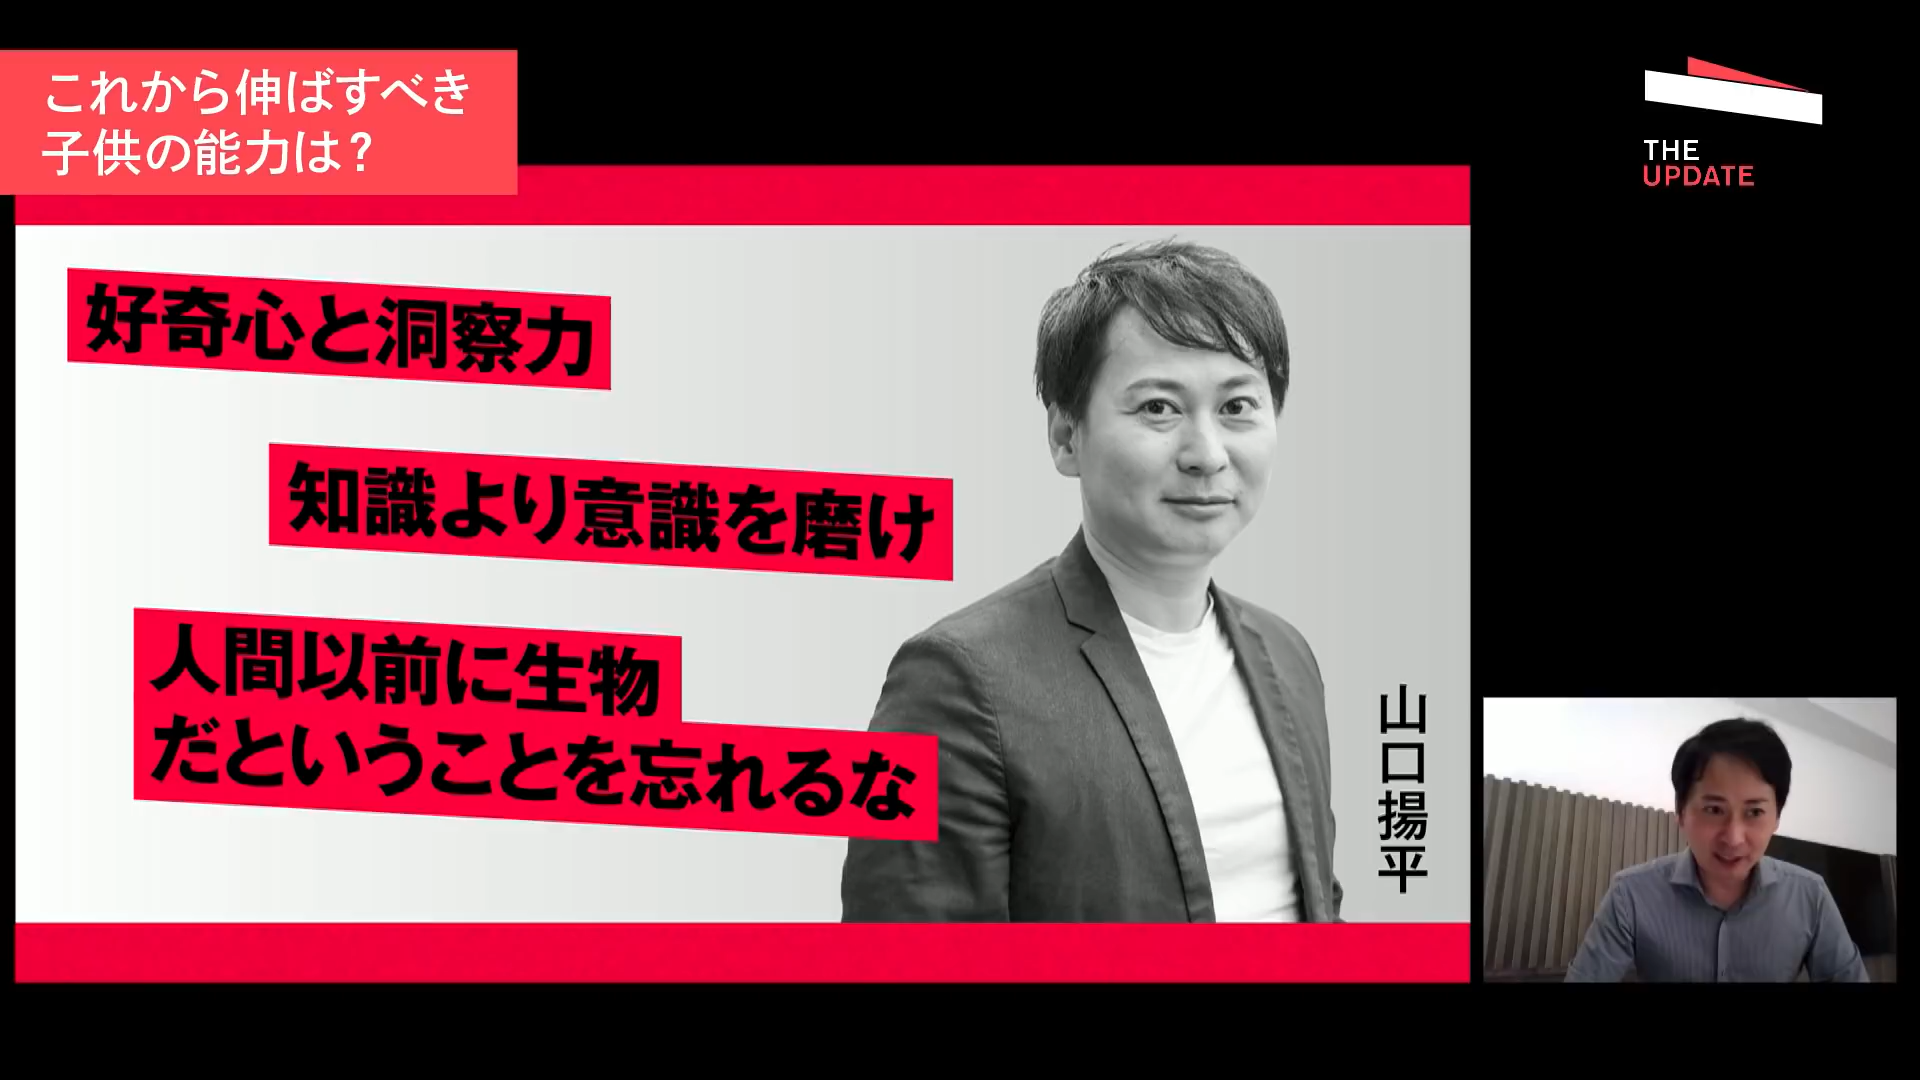 これから伸ばすべき
子供の能力は?
THE
UPDATE
好奇心と洞察力
知識より意識を磨け
人間以前に生物
だということを忘れるな
山口揚平